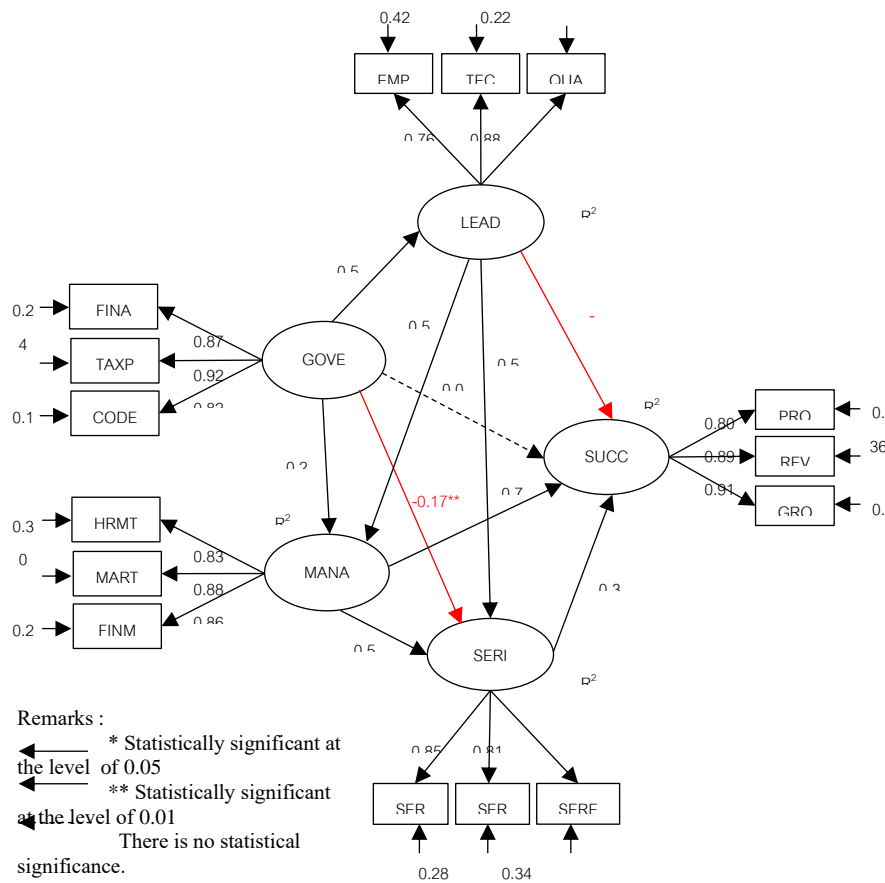 0.42
0.22
EMP
TEC
QUA
0.76
0.88
LEAD
R²
0.5
0.2
FINA
0.87
4
TAXP
0.92
0.1
CODE
0.82
GOVE
0.5
0.5
-
0.0
R²
SUCC
0.80
PRO
0.
0.89
REV
36
0.91
GRO
0.
0.2
-0.17**
0.7
R²
0.3
HRMT
0.83
0
MART
0.88
0.2
FINM
0.86
MANA
0.5
0.3
SERI
R²
0.85
0.81
SER
SER
SERE
0.28
0.34
Remarks :
* Statistically significant at
the level of 0.05
** Statistically significant
at the level of 0.01
There is no statistical
significance.